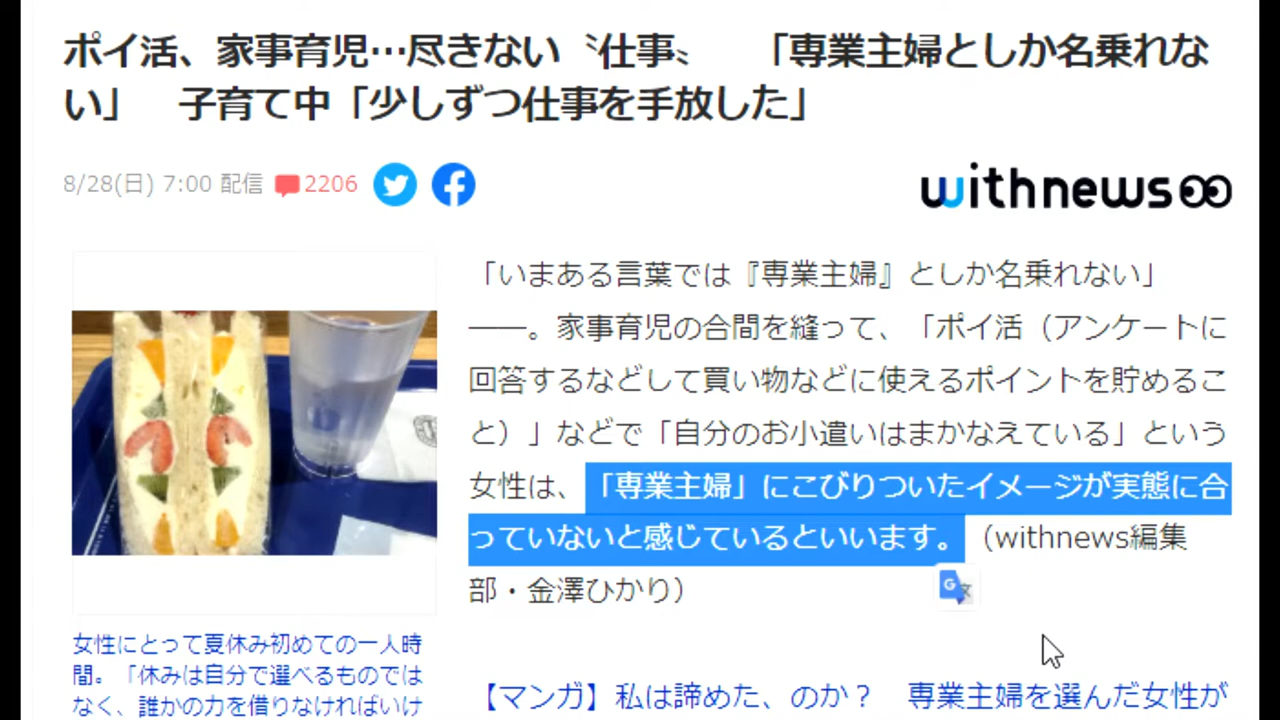 ポイ活、家事育児…尽きない〝仕事〟　「専業主婦としか名乗れな
い」　子育て中「少しずつ仕事を手放した」
8/28(日) 7:00 配信 2206
withnews
「いまある言葉では『専業主婦』としか名乗れない」
――。家事育児の合間を縫って、「ポイ活（アンケートに
回答するなどして買い物などに使えるポイントを貯めるこ
と）」などで「自分のお小遣いはまかなえている」という
女性は、「専業主婦」にこびりついたイメージが実態に合
っていないと感じているといいます。（withnews編集
部・金澤ひかり）
女性にとって夏休み初めての一人時
間。「休みは自分で選べるものでは
なく、誰かの力を借りなければいけ
【マンガ】私は諦めた、のか？　専業主婦を選んだ女性が